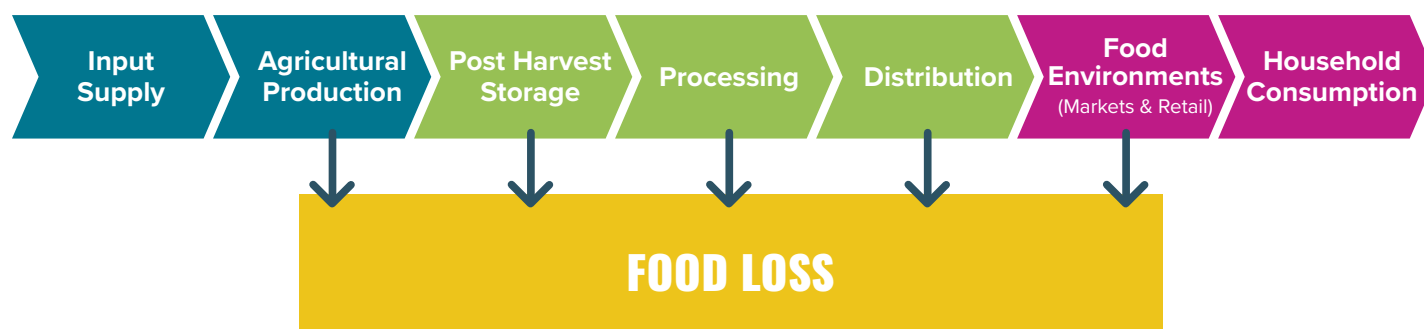 Input
Supply
Agricultural
Production
Post Harvest
Storage
Processing
Distribution
Food
Environments
(Markets & Retail)
Household
Consumption
FOOD LOSS